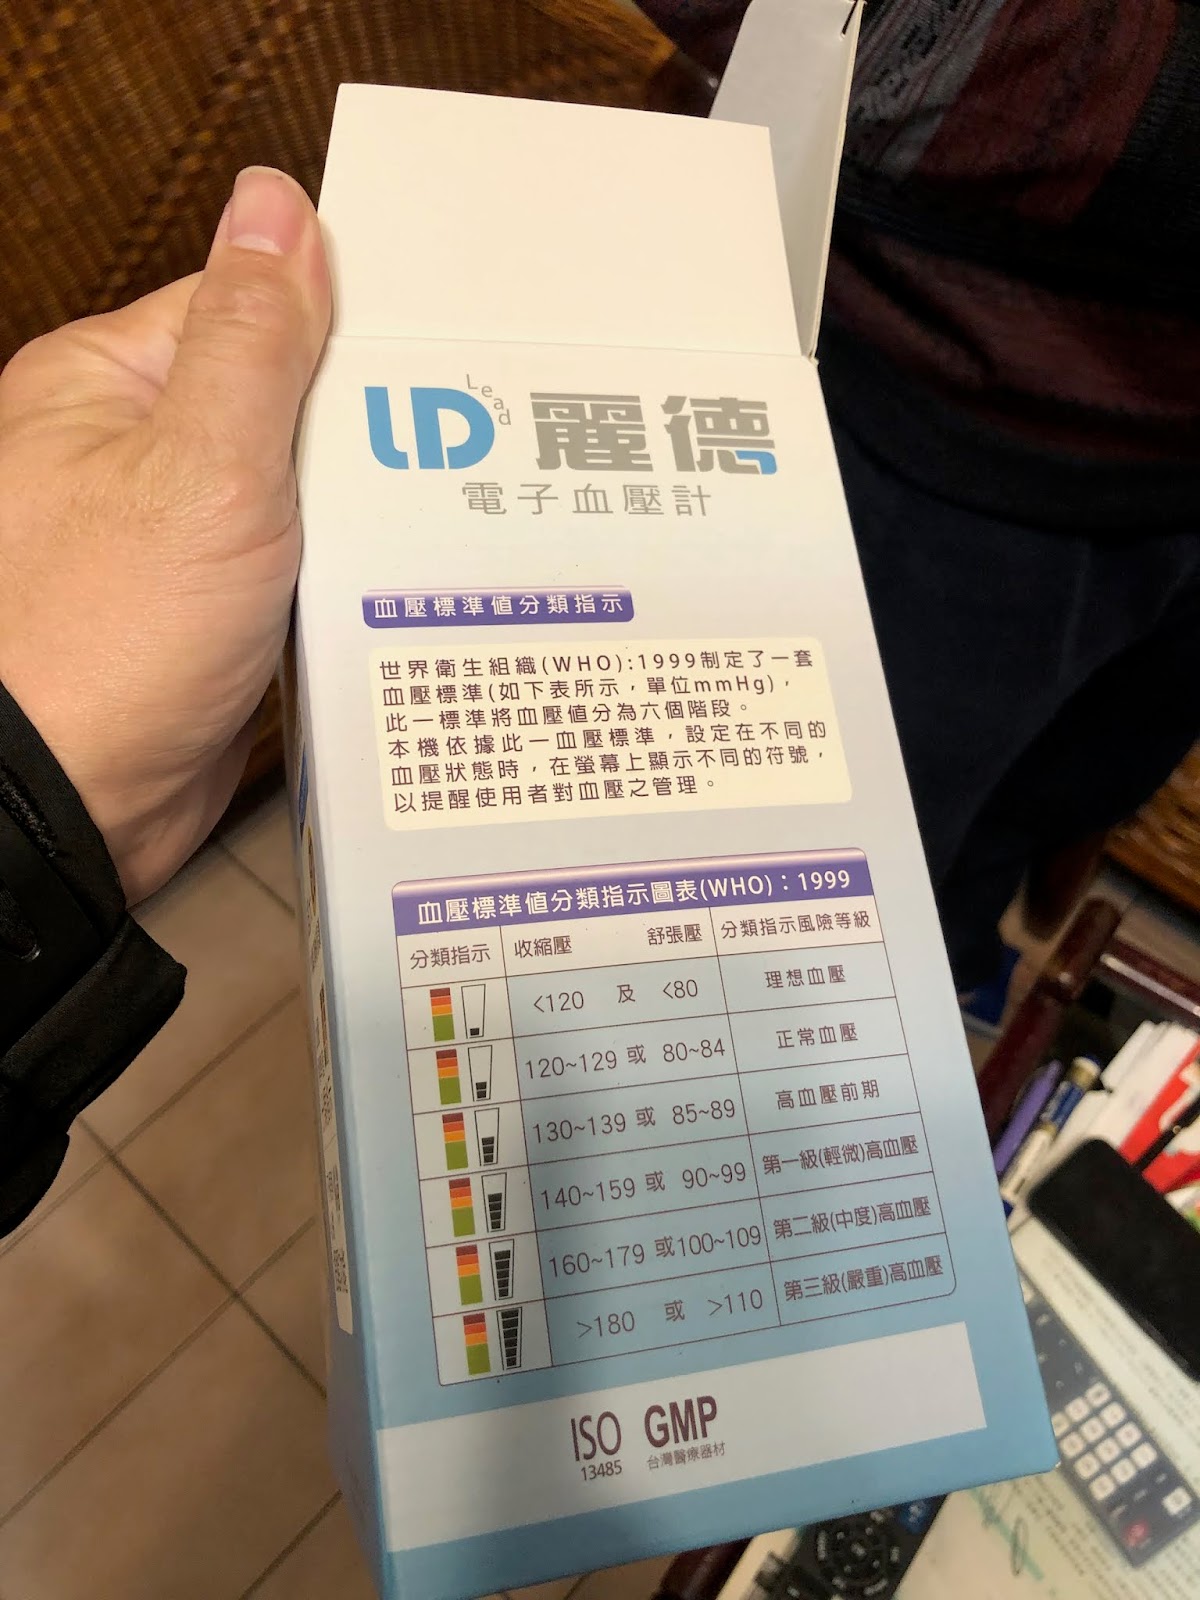 LD Lead 麗德
電子血壓計
血壓標準值分類指示
世界衛生組織(WHO):1999制定了一套
血壓標準(如下表所示，單位mmHg)，
此一標準將血壓值分為六個階段。
本機依據此一血壓標準，設定在不同的
血壓狀態時，在螢幕上顯示不同的符號，
以提醒使用者對血壓之管理。
血壓標準值分類指示圖表(WHO)：1999
分類指示 收縮壓 舒張壓 分類指示風險等級
<120 及 <80 理想血壓
120~129 或 80~84 正常血壓
130~139 或 85~89 高血壓前期
140~159 或 90~99 第一級(輕微)高血壓
160~179 或 100~109 第二級(中度)高血壓
>180 或 >110 第三級(嚴重)高血壓
ISO GMP
13485 台灣醫療器材